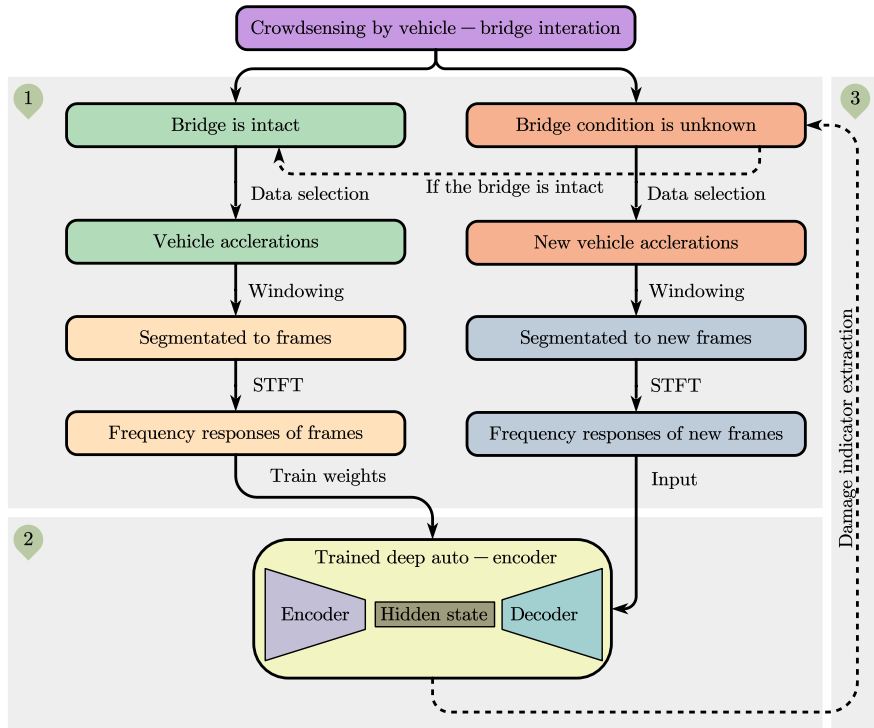 Crowdsensing by vehicle − bridge interation
1
3
Bridge is intact
Bridge condition is unknown
If the bridge is intact
Data selection
Data selection
Vehicle acclerations
New vehicle acclerations
Windowing
Windowing
Segmentated to frames
Segmentated to new frames
STFT
STFT
Frequency responses of frames
Frequency responses of new frames
Train weights
Input
Damage indicator extraction
2
Trained deep auto − encoder
Encoder
Hidden state
Decoder